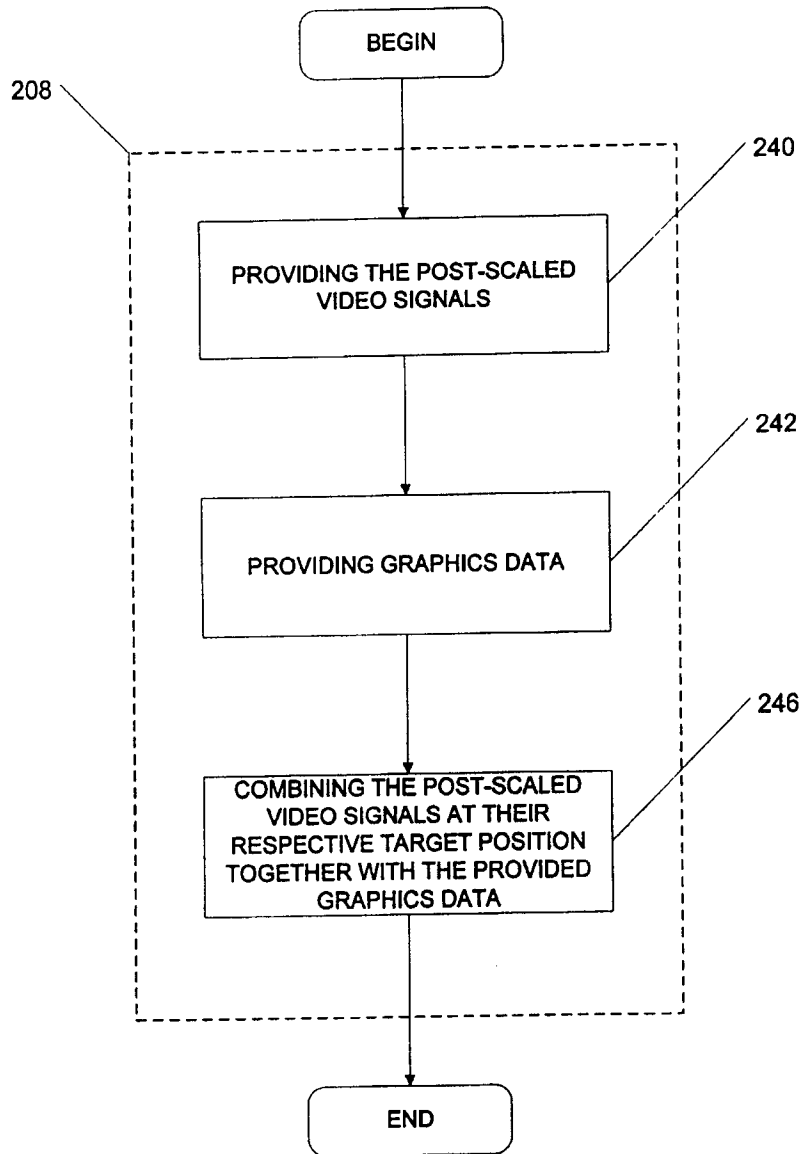 BEGIN
208
240
PROVIDING THE POST-SCALED
VIDEO SIGNALS
242
PROVIDING GRAPHICS DATA
246
COMBINING THE POST-SCALED
VIDEO SIGNALS AT THEIR
RESPECTIVE TARGET POSITION
TOGETHER WITH THE PROVIDED
GRAPHICS DATA
END